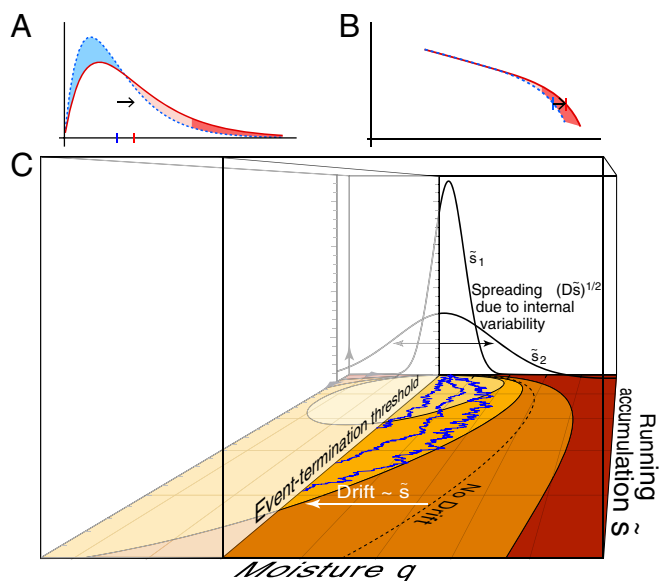 A
B
C
s̃1
Spreading (Ds̃)^1/2
due to internal
variability
s̃2
Event-termination threshold
Drift ~ s̃
No Drift
Running
accumulation s̃
Moisture q